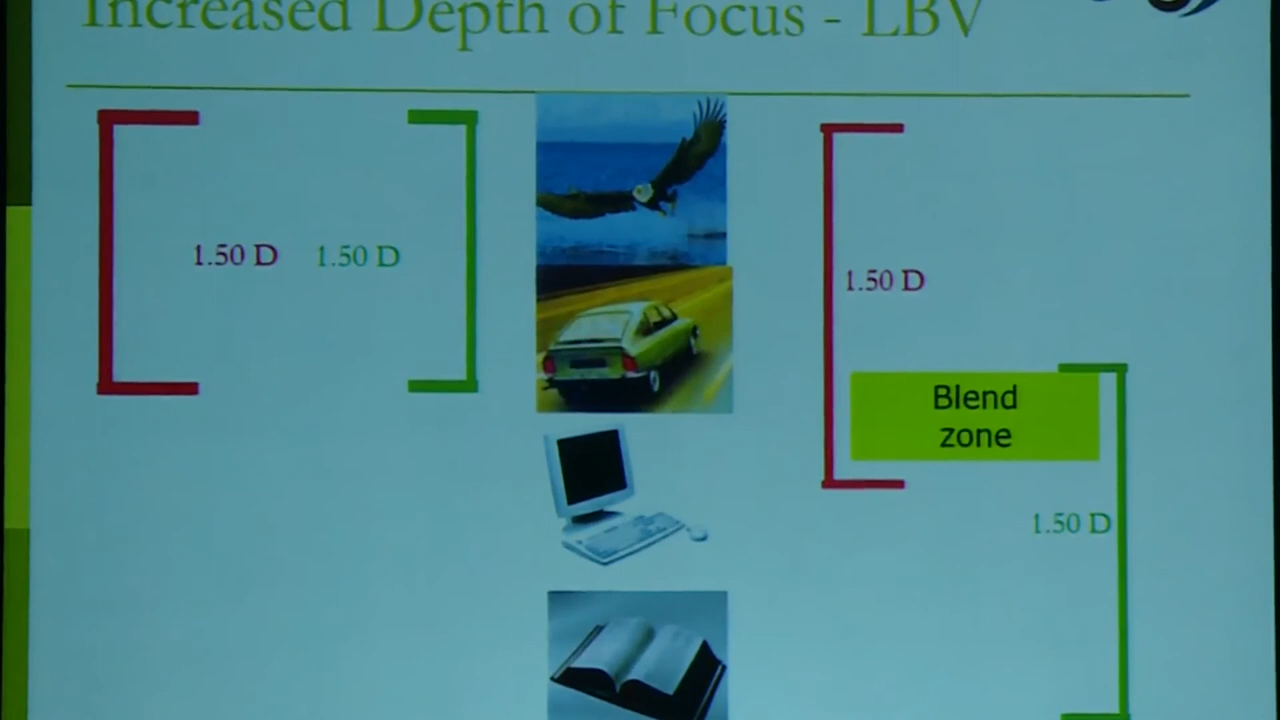 Increased Depth of Focus - LBV
1.50 D 1.50 D
1.50 D
Blend
zone
1.50 D